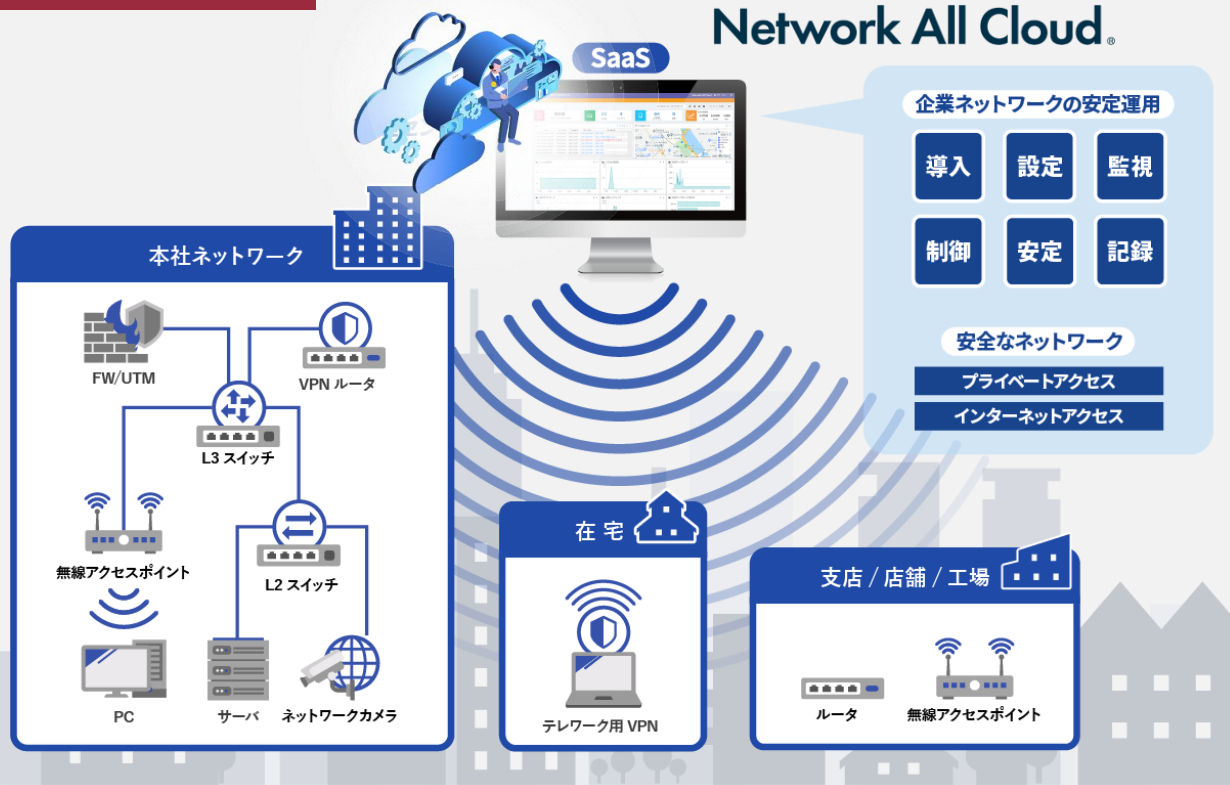 Network All Cloud®
SaaS
企業ネットワークの安定運用
導入
設定
監視
制御
安定
記録
安全なネットワーク
プライベートアクセス
インターネットアクセス
本社ネットワーク
FW/UTM
VPN ルータ
L3 スイッチ
無線アクセスポイント
L2 スイッチ
PC
サーバ
ネットワークカメラ
在宅
テレワーク用 VPN
支店 / 店舗 / 工場
ルータ
無線アクセスポイント